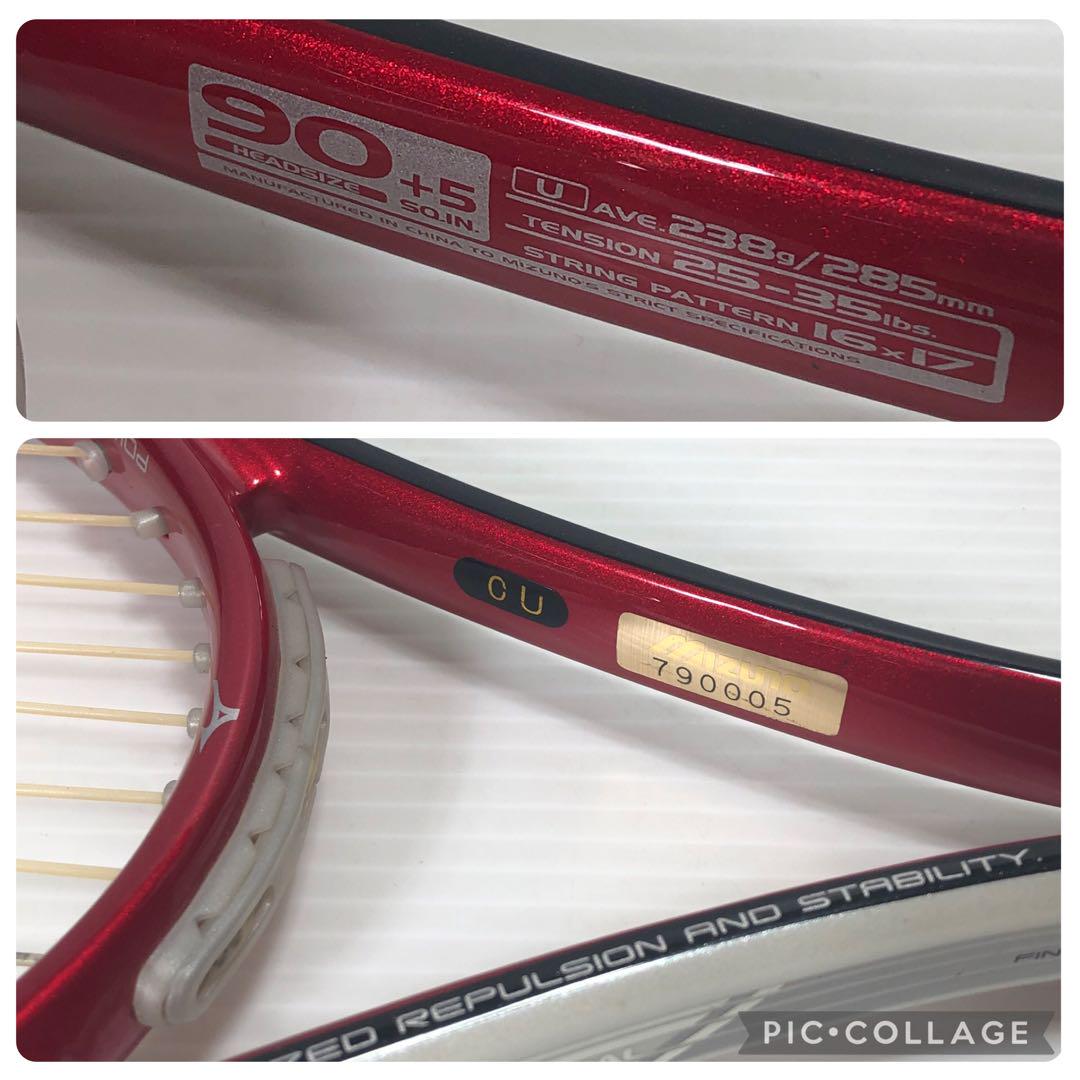 90
HEADSIZE +5
SQ.IN.
MANUFACTURED IN CHINA TO MIZUNO'S STRICT SPECIFICATIONS
U AVE. 238g/285mm
TENSION 25-35lbs.
STRING PATTERN 16x17
CU
MIZUNO
790005
ZED REPULSION AND STABILITY.
FIN
PIC•COLLAGE